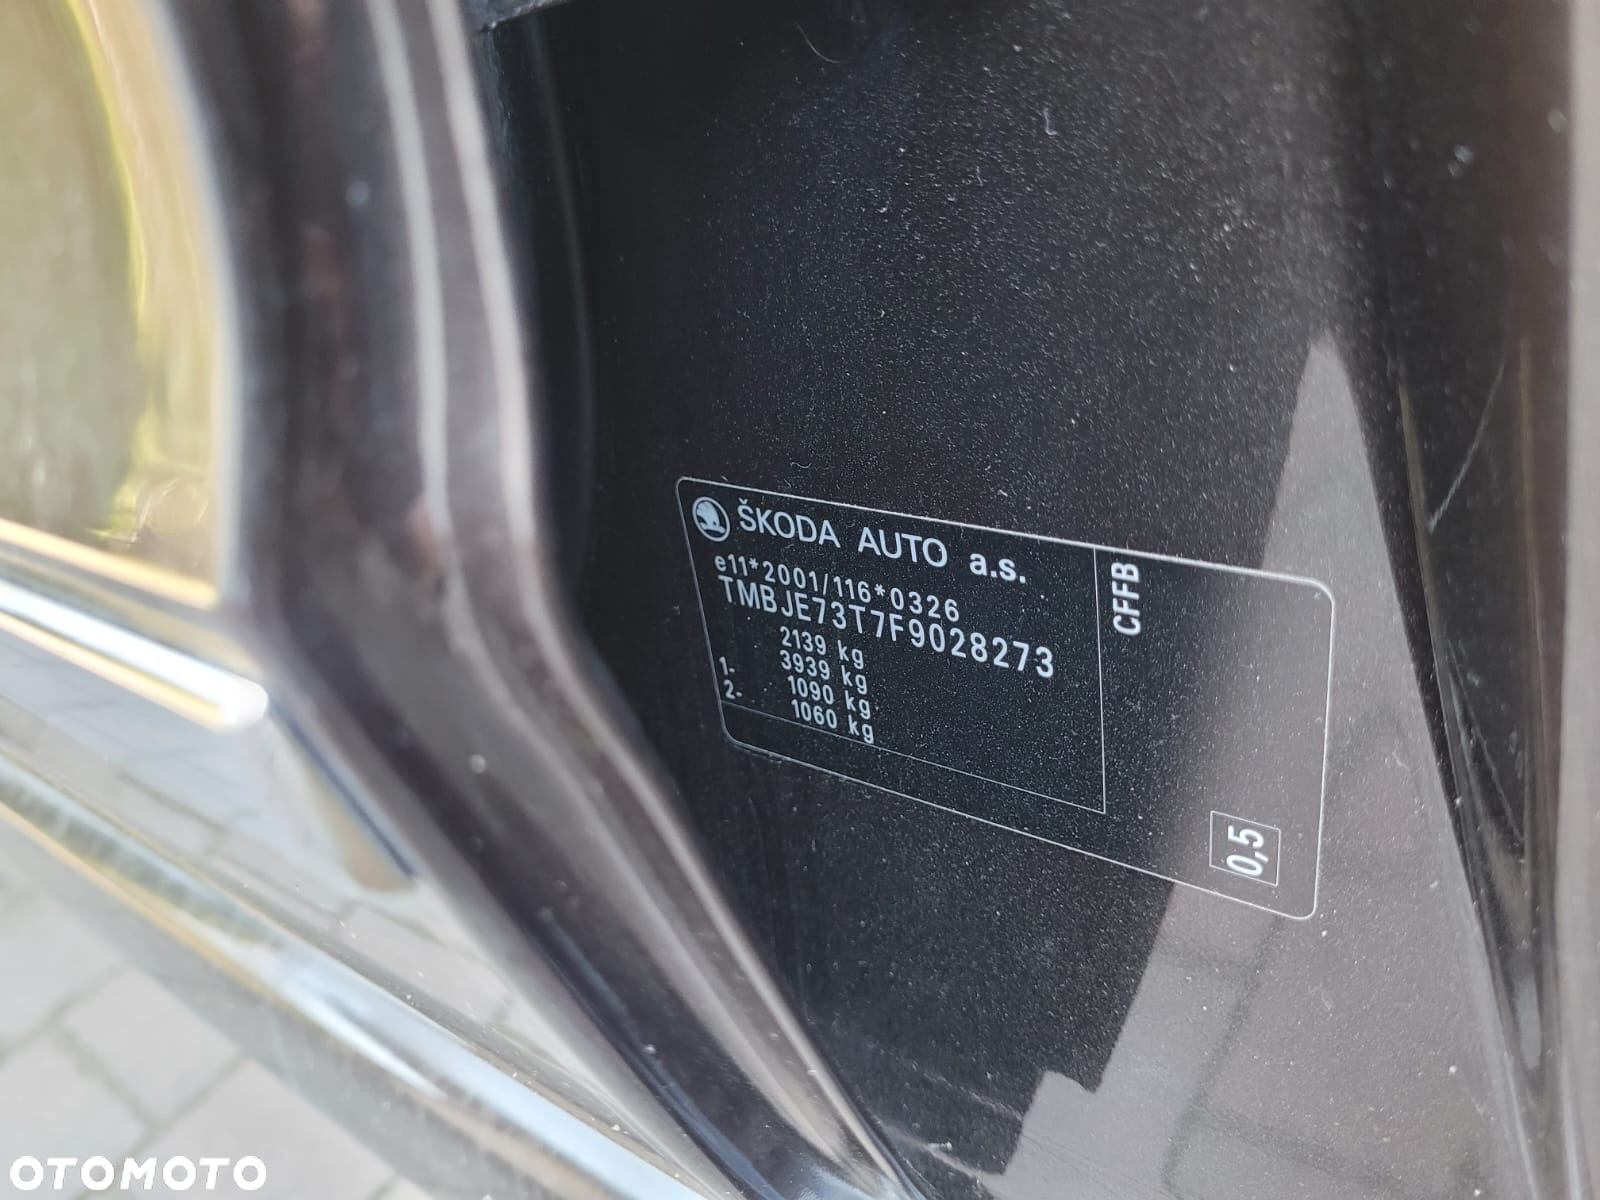 ŠKODA AUTO a.s.
e11*2001/116*0326
TMBJE73T7F9028273
2139 kg
3939 kg
1- 1090 kg
2- 1060 kg
CFFB
0,5
OTOMOTO